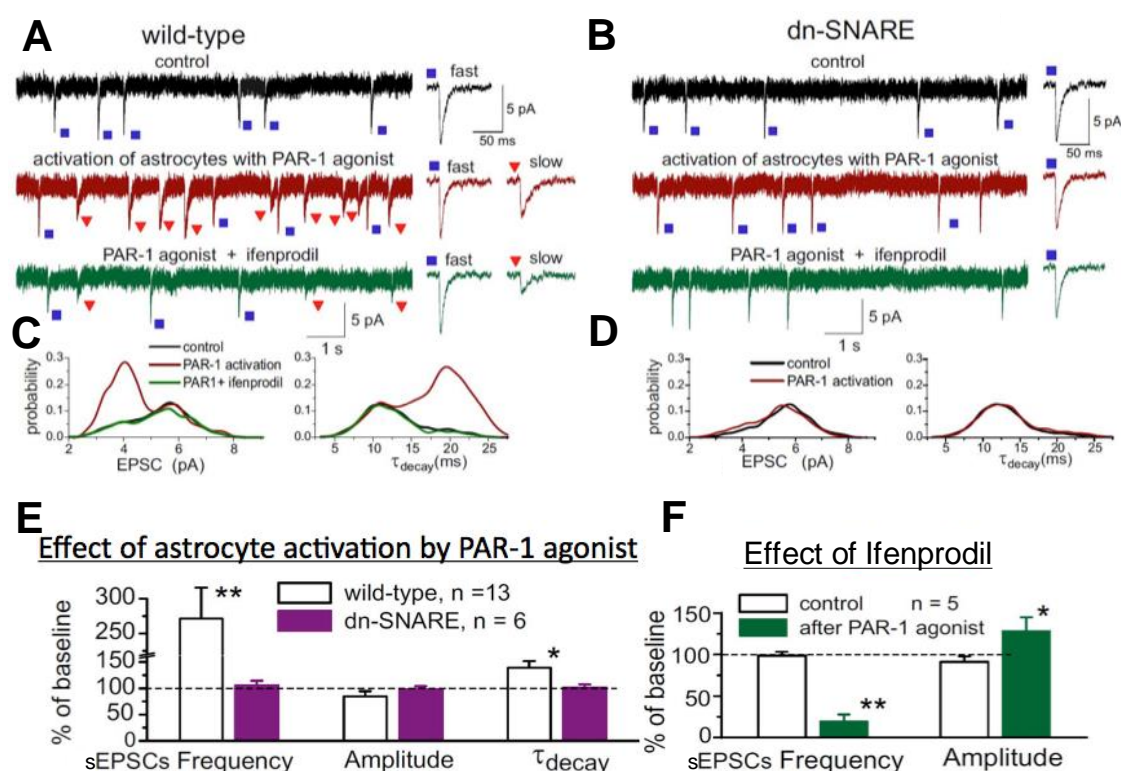 A
wild-type
control
fast
5 pA
50 ms
activation of astrocytes with PAR-1 agonist
fast
slow
PAR-1 agonist + ifenprodil
fast
slow
5 pA
1 s
B
dn-SNARE
control
5 pA
50 ms
activation of astrocytes with PAR-1 agonist
PAR-1 agonist + ifenprodil
5 pA
1 s
C
probability
0.3
0.2
0.1
0.0
2 4 6 8
EPSC (pA)
control
PAR-1 activation
PAR1+ ifenprodil
0.3
0.2
0.1
0.0
5 10 15 20 25
τdecay(ms)
D
probability
0.3
0.2
0.1
0.0
2 4 6 8
EPSC (pA)
control
PAR-1 activation
0.3
0.2
0.1
0.0
5 10 15 20 25
τdecay(ms)
E
Effect of astrocyte activation by PAR-1 agonist
% of baseline
300
250
150
100
50
0
**
wild-type, n =13
dn-SNARE, n = 6
*
sEPSCs Frequency Amplitude τdecay
F
Effect of Ifenprodil
% of baseline
150
100
50
0
control n = 5
after PAR-1 agonist
**
*
sEPSCs Frequency Amplitude